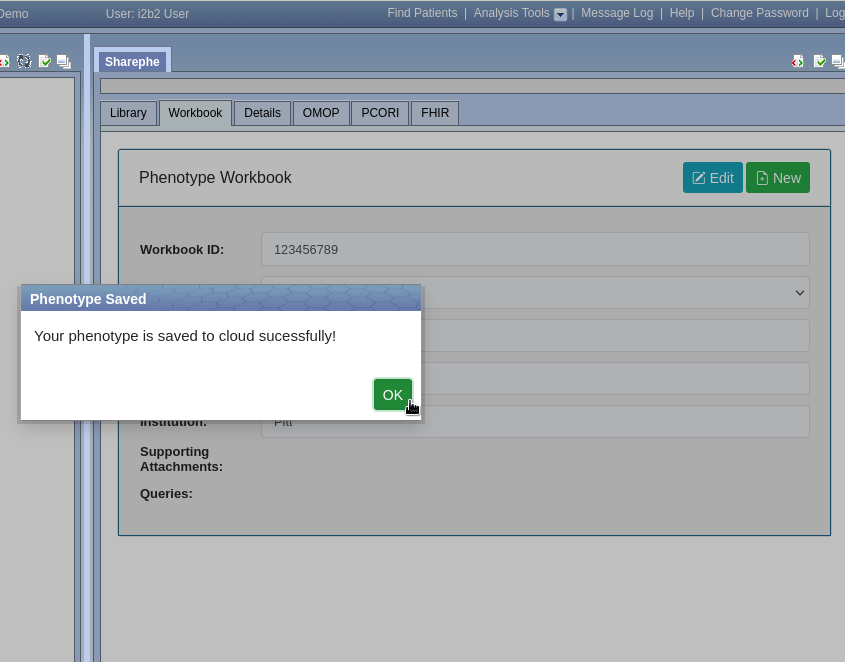 Demo User: i2b2 User Find Patients | Analysis Tools | Message Log | Help | Change Password | Log
Sharephe
Library Workbook Details OMOP PCORI FHIR
Phenotype Workbook Edit New
Workbook ID: 123456789
Phenotype Saved
Your phenotype is saved to cloud sucessfully!
OK
Institution: Pitt
Supporting
Attachments:
Queries: